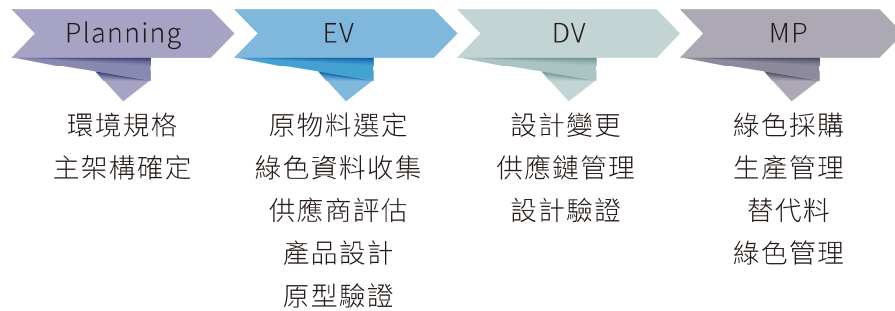 Planning
環境規格
主架構確定
EV
原物料選定
綠色資料收集
供應商評估
產品設計
原型驗證
DV
設計變更
供應鏈管理
設計驗證
MP
綠色採購
生產管理
替代料
綠色管理